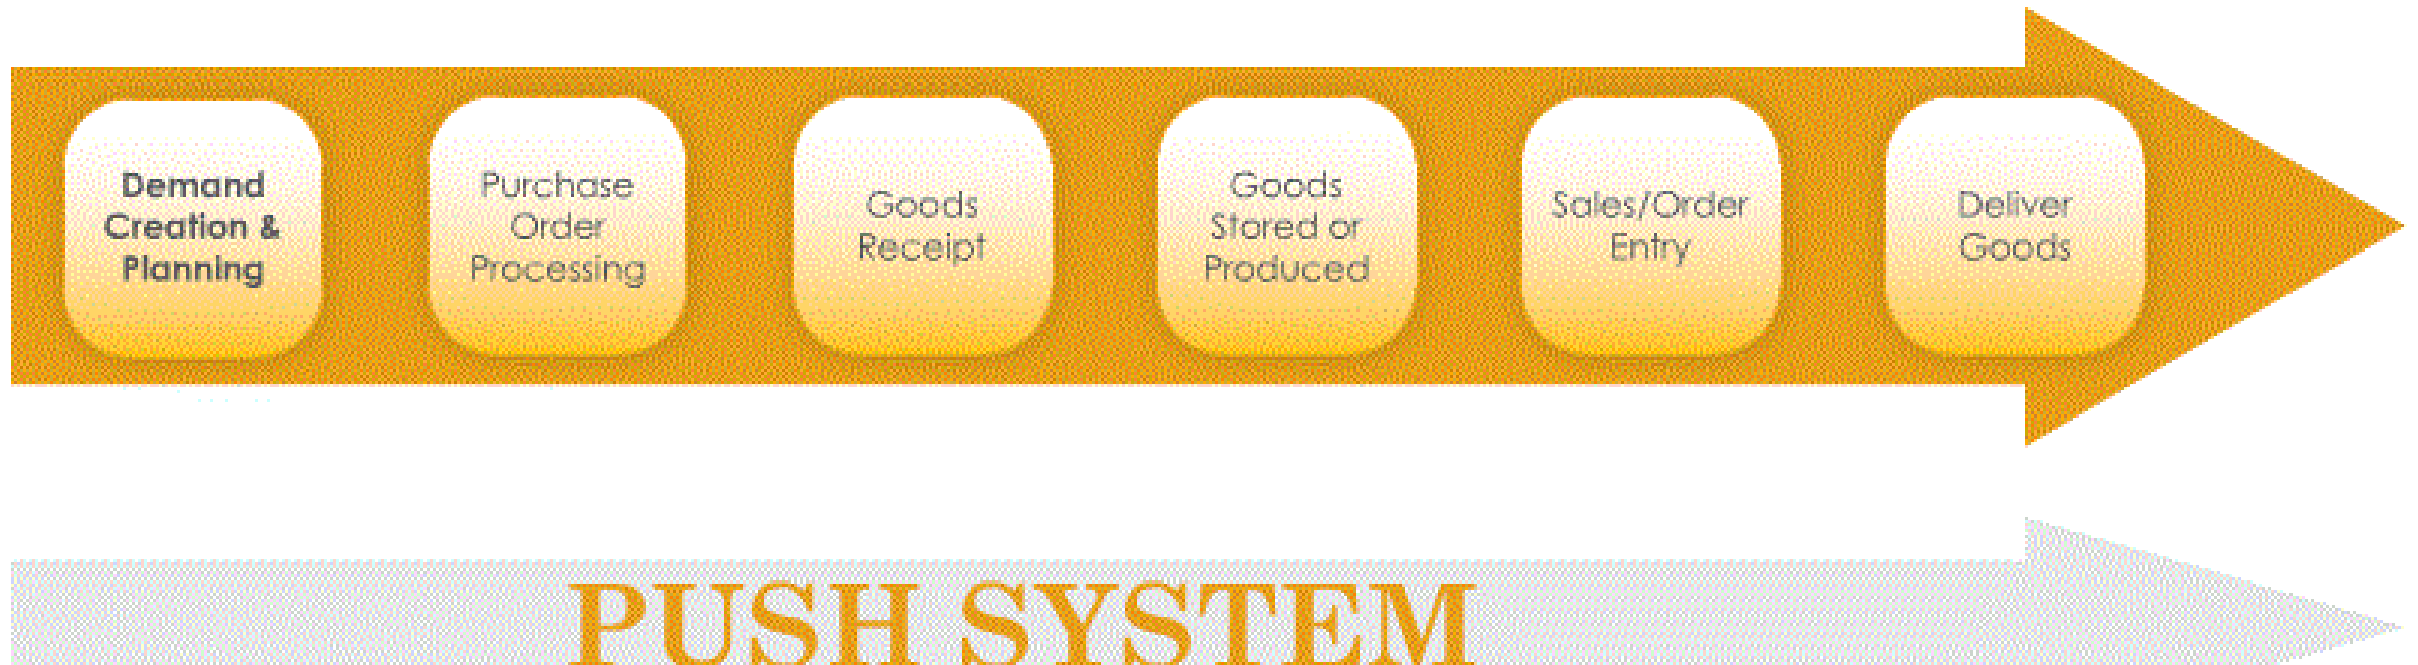 Demand
Creation &
Planning
Purchase
Order
Processing
Goods
Receipt
Goods
Stored or
Produced
Sales/Order
Entry
Deliver
Goods
PUSH SYSTEM